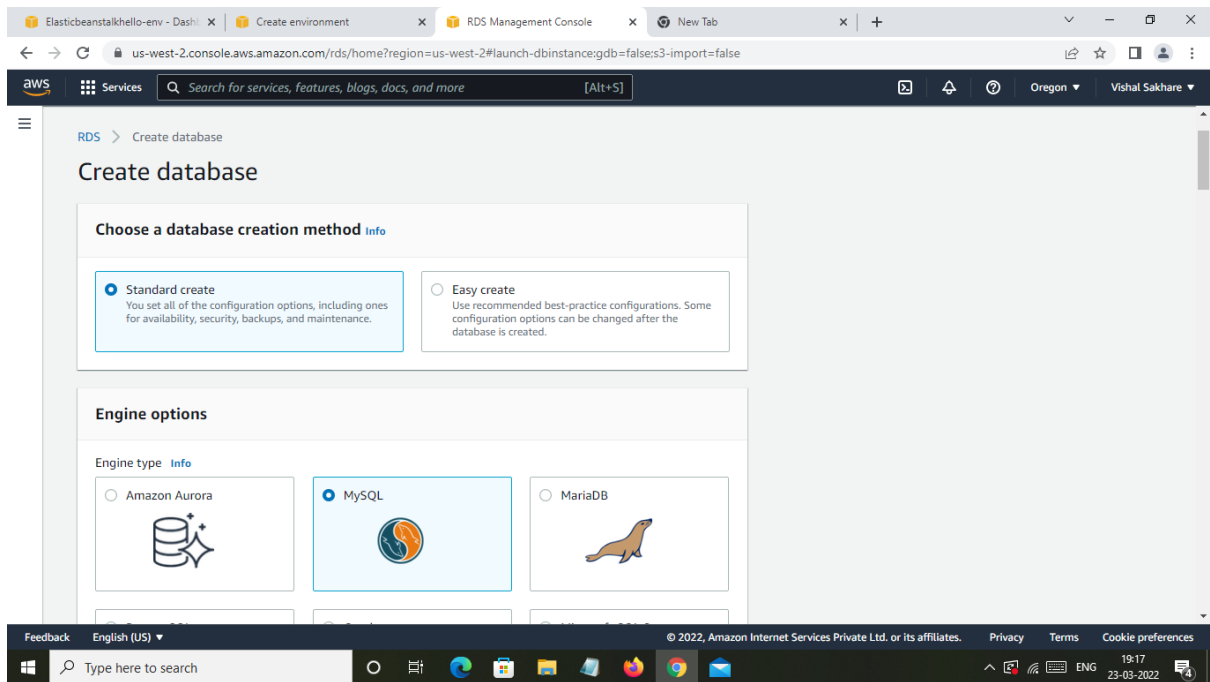 Elasticbeanstalkhello-env - Dash
Create environment
RDS Management Console
New Tab
us-west-2.console.aws.amazon.com/rds/home?region=us-west-2#launch-dbinstance:gdb=false;s3-import=false
aws
Services
Search for services, features, blogs, docs, and more
[Alt+S]
Oregon
Vishal Sakhare
RDS
Create database
Create database
Choose a database creation method Info
Standard create
You set all of the configuration options, including ones
for availability, security, backups, and maintenance.
Easy create
Use recommended best-practice configurations. Some
configuration options can be changed after the
database is created.
Engine options
Engine type Info
Amazon Aurora
MySQL
MariaDB
Feedback
English (US)
© 2022, Amazon Internet Services Private Ltd. or its affiliates.
Privacy
Terms
Cookie preferences
Type here to search
ENG
19:17
23-03-2022
4